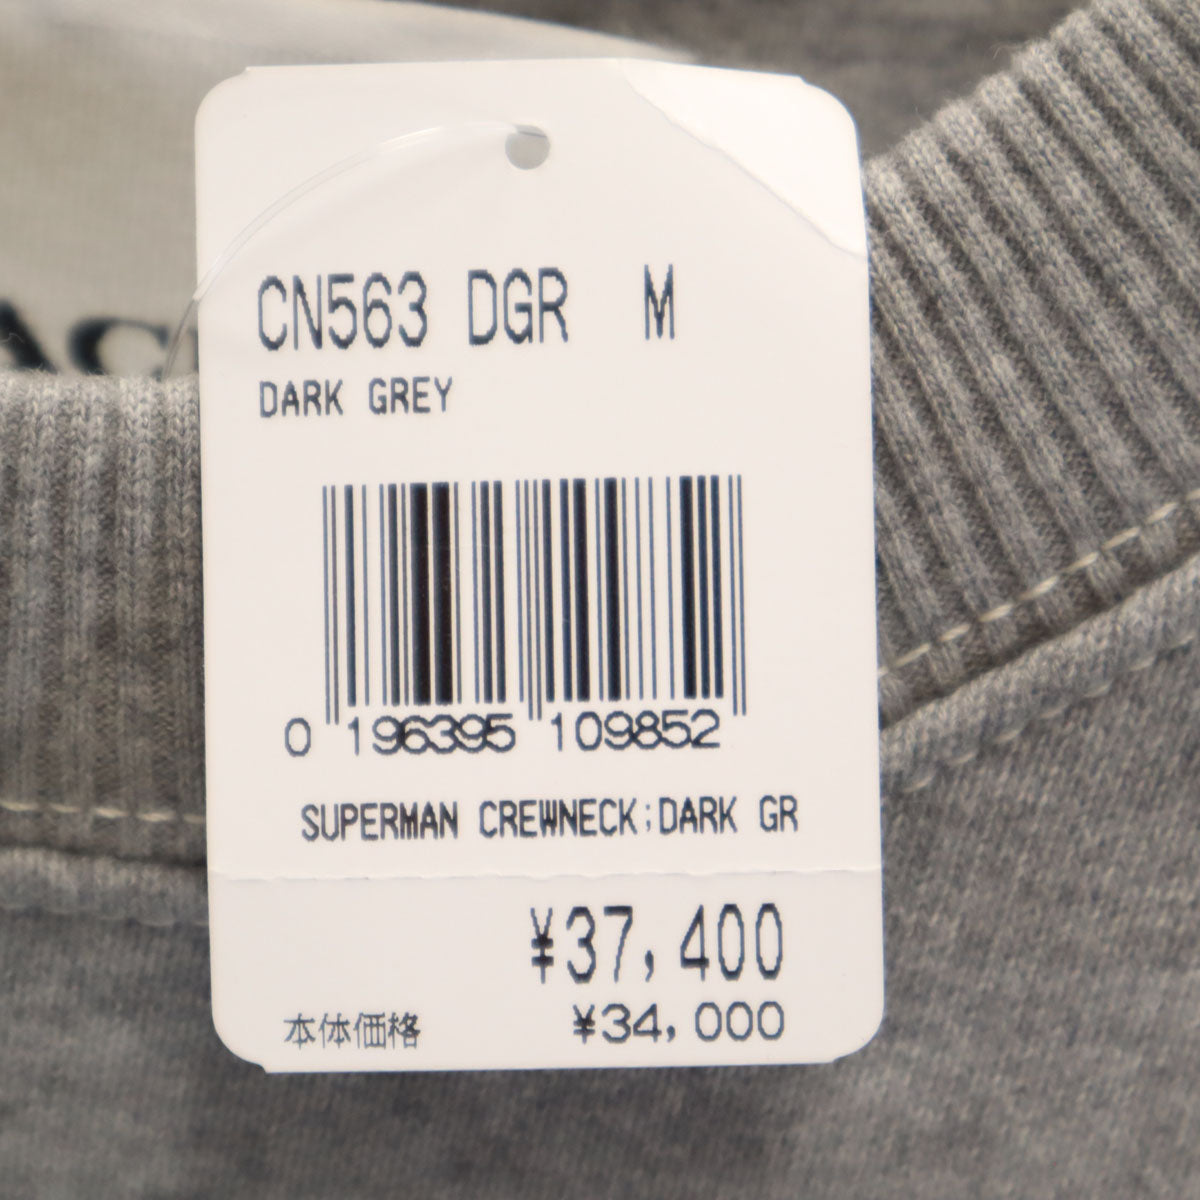 CN563 DGR M
DARK GREY
0 196395 109852
SUPERMAN CREWNECK;DARK GR
¥37,400
本体価格 ¥34,000